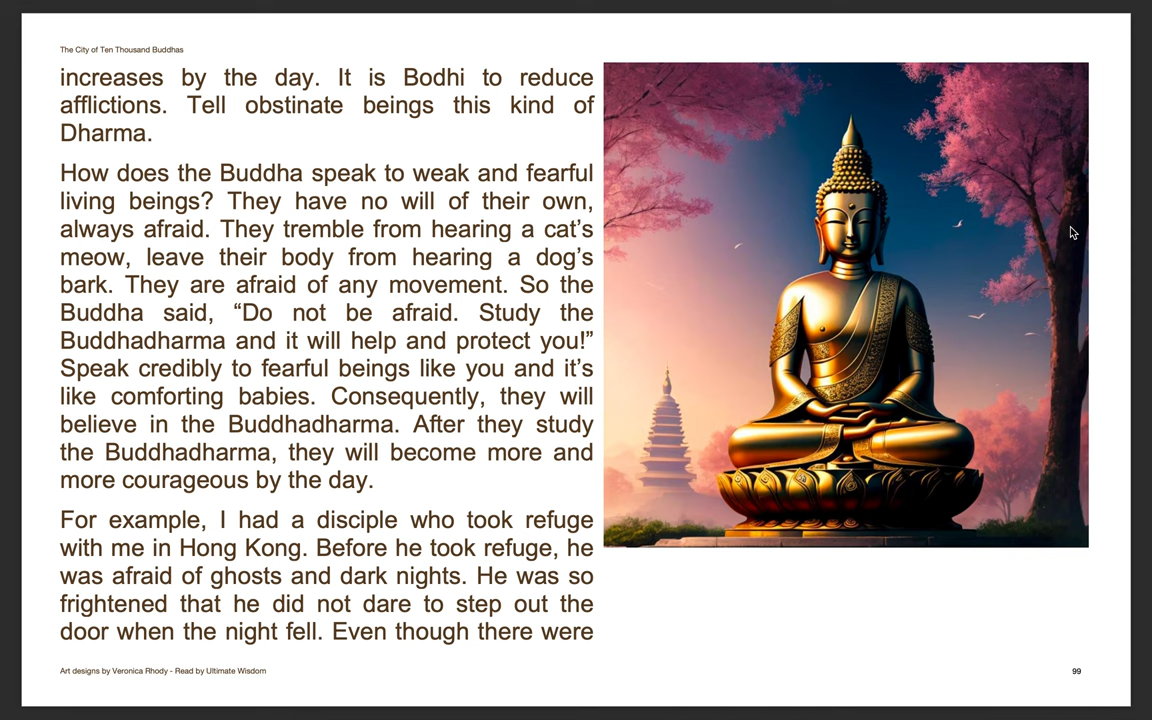 The City of Ten Thousand Buddhas
increases by the day. It is Bodhi to reduce
afflictions. Tell obstinate beings this kind of
Dharma.
How does the Buddha speak to weak and fearful
living beings? They have no will of their own,
always afraid. They tremble from hearing a cat’s
meow, leave their body from hearing a dog’s
bark. They are afraid of any movement. So the
Buddha said, “Do not be afraid. Study the
Buddhadharma and it will help and protect you!”
Speak credibly to fearful beings like you and it’s
like comforting babies. Consequently, they will
believe in the Buddhadharma. After they study
the Buddhadharma, they will become more and
more courageous by the day.
For example, I had a disciple who took refuge
with me in Hong Kong. Before he took refuge, he
was afraid of ghosts and dark nights. He was so
frightened that he did not dare to step out the
door when the night fell. Even though there were
Art designs by Veronica Rhody - Read by Ultimate Wisdom
99